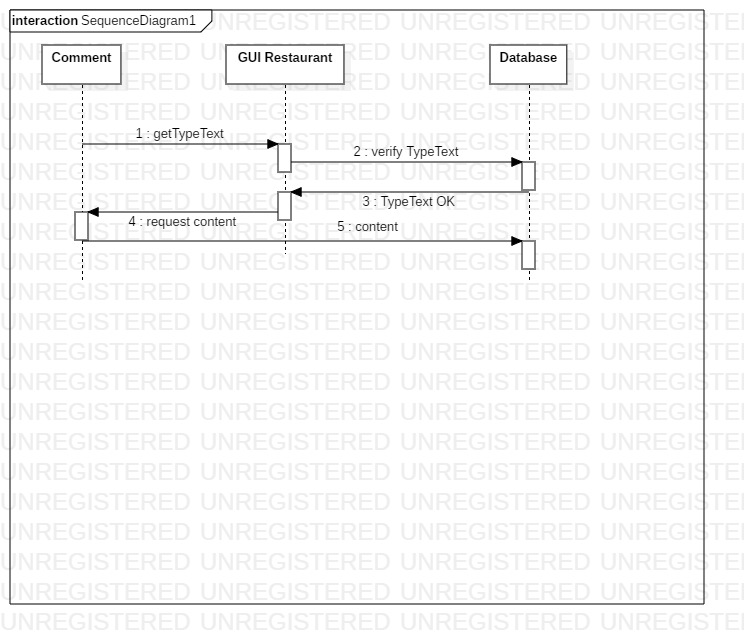 interaction SequenceDiagram1
Comment
GUI Restaurant
Database
1 : getTypeText
2 : verify TypeText
3 : TypeText OK
4 : request content
5 : content
UNREGISTERED UNREGISTERED UNREGISTERED UNREGISTERED